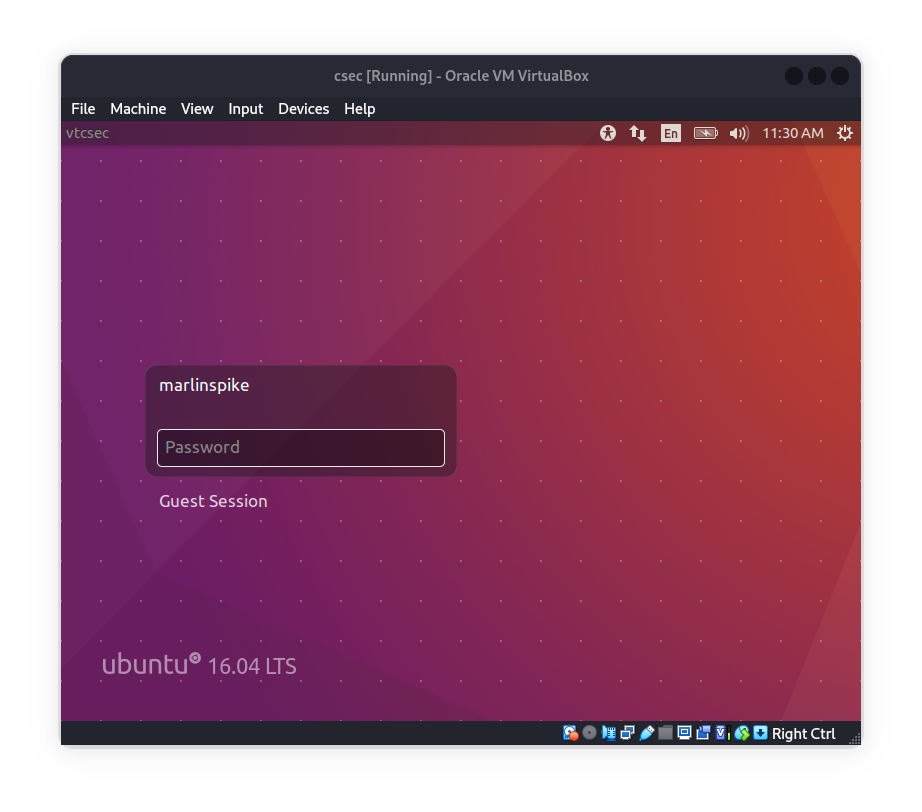 csec [Running] - Oracle VM VirtualBox
File Machine View Input Devices Help
vtcsec En 11:30 AM
marlinspike
Password
Guest Session
ubuntu 16.04 LTS
Right Ctrl